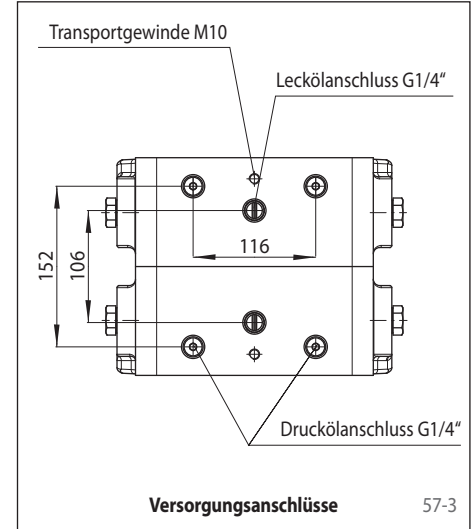 Transportgewinde M10
Leckölanschluss G1/4“
116
152
106
Druckölanschluss G1/4“
Versorgungsanschlüsse
57-3